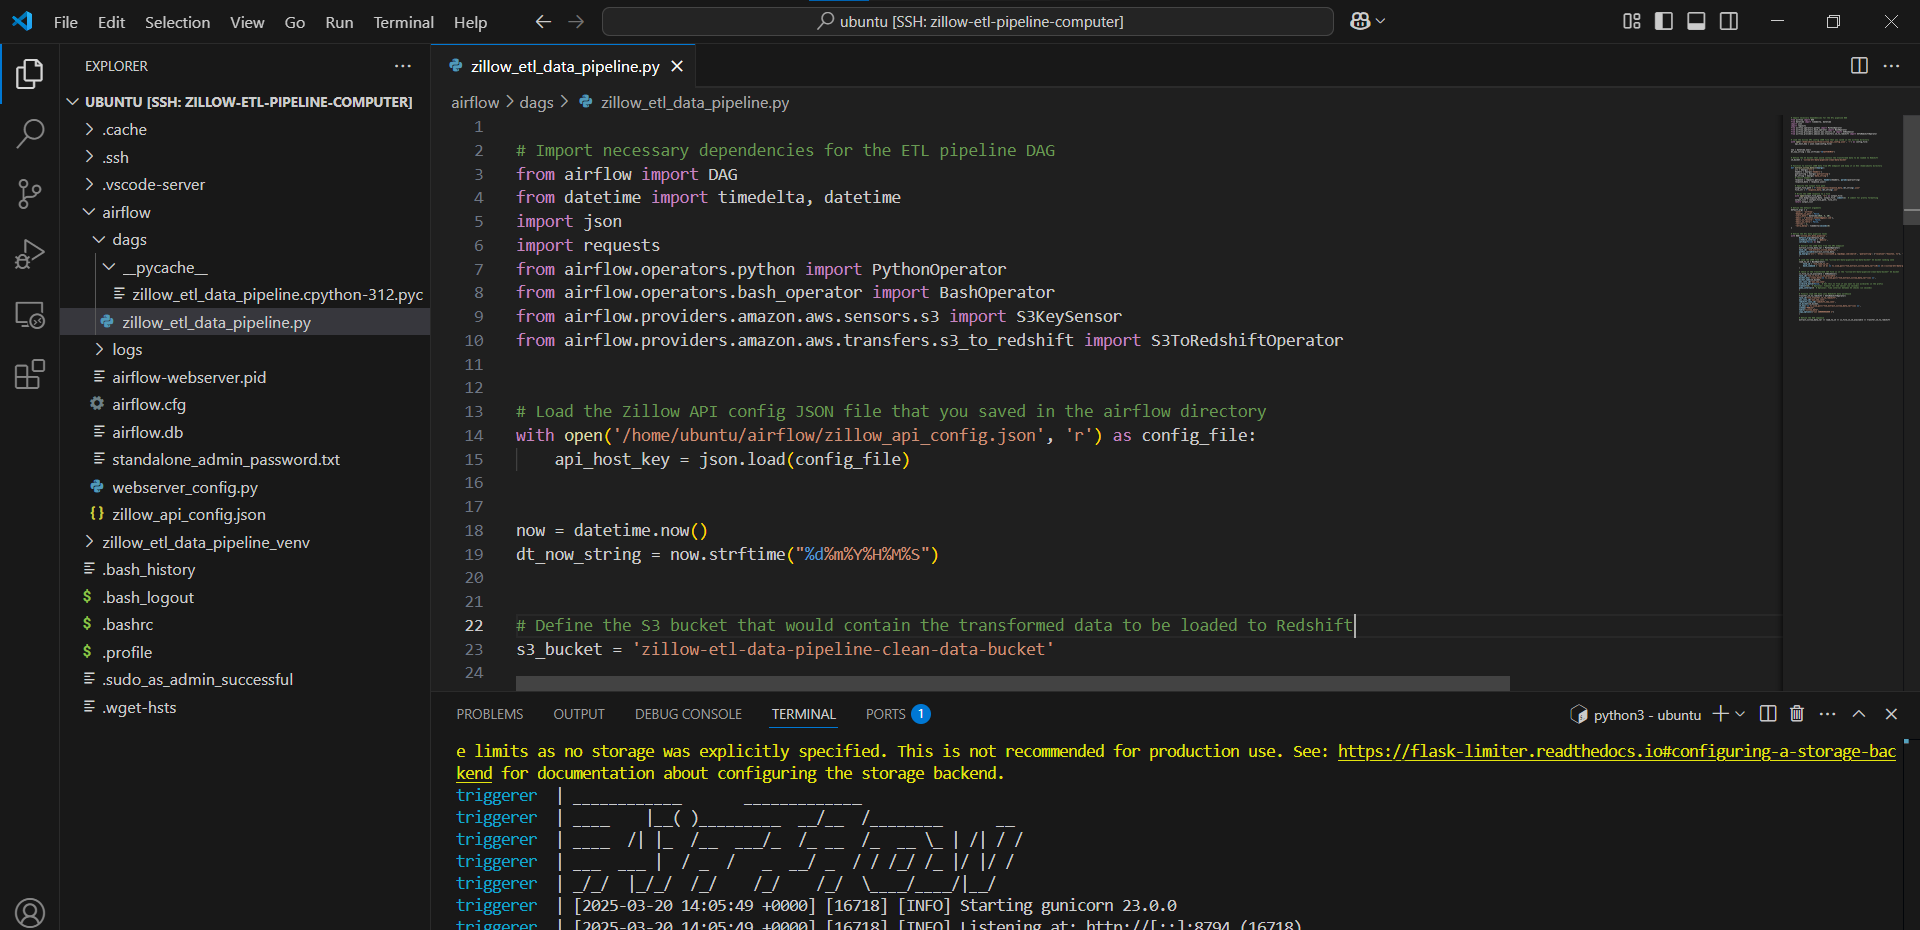 File Edit Selection View Go Run Terminal Help
ubuntu [SSH: zillow-etl-pipeline-computer]
EXPLORER
UBUNTU [SSH: ZILLOW-ETL-PIPELINE-COMPUTER]
.cache
.ssh
.vscode-server
airflow
dags
__pycache__
zillow_etl_data_pipeline.cpython-312.pyc
zillow_etl_data_pipeline.py
logs
airflow-webserver.pid
airflow.cfg
airflow.db
standalone_admin_password.txt
webserver_config.py
zillow_api_config.json
zillow_etl_data_pipeline_venv
.bash_history
.bash_logout
.bashrc
.profile
.sudo_as_admin_successful
.wget-hsts
zillow_etl_data_pipeline.py
airflow > dags > zillow_etl_data_pipeline.py
1
2 # Import necessary dependencies for the ETL pipeline DAG
3 from airflow import DAG
4 from datetime import timedelta, datetime
5 import json
6 import requests
7 from airflow.operators.python import PythonOperator
8 from airflow.operators.bash_operator import BashOperator
9 from airflow.providers.amazon.aws.sensors.s3 import S3KeySensor
10 from airflow.providers.amazon.aws.transfers.s3_to_redshift import S3ToRedshiftOperator
11
12
13 # Load the Zillow API config JSON file that you saved in the airflow directory
14 with open('/home/ubuntu/airflow/zillow_api_config.json', 'r') as config_file:
15 api_host_key = json.load(config_file)
16
17
18 now = datetime.now()
19 dt_now_string = now.strftime("%d%m%Y%H%M%S")
20
21
22 # Define the S3 bucket that would contain the transformed data to be loaded to Redshift
23 s3_bucket = 'zillow-etl-data-pipeline-clean-data-bucket'
24
PROBLEMS OUTPUT DEBUG CONSOLE TERMINAL PORTS 1
python3 - ubuntu
e limits as no storage was explicitly specified. This is not recommended for production use. See: https://flask-limiter.readthedocs.io#configuring-a-storage-bac
kend for documentation about configuring the storage backend.
triggerer | ____________ _____________
triggerer | ____ |__( )_________ __/__ /________ __
triggerer | ____ /| |_ /__ ___/_ /_ __ /_ __ \_ | /| / /
triggerer | ___ ___ | / _ / _ __/ _ / / /_/ /_ |/ |/ /
triggerer | _/_/ |_/_/ /_/ /_/ /_/ \____/____/|__/
triggerer | [2025-03-20 14:05:49 +0000] [16718] [INFO] Starting gunicorn 23.0.0
triggerer | [2025-03-20 14:05:49 +0000] [16718] [INFO] Listening at: http://[::]:8794 (16718)